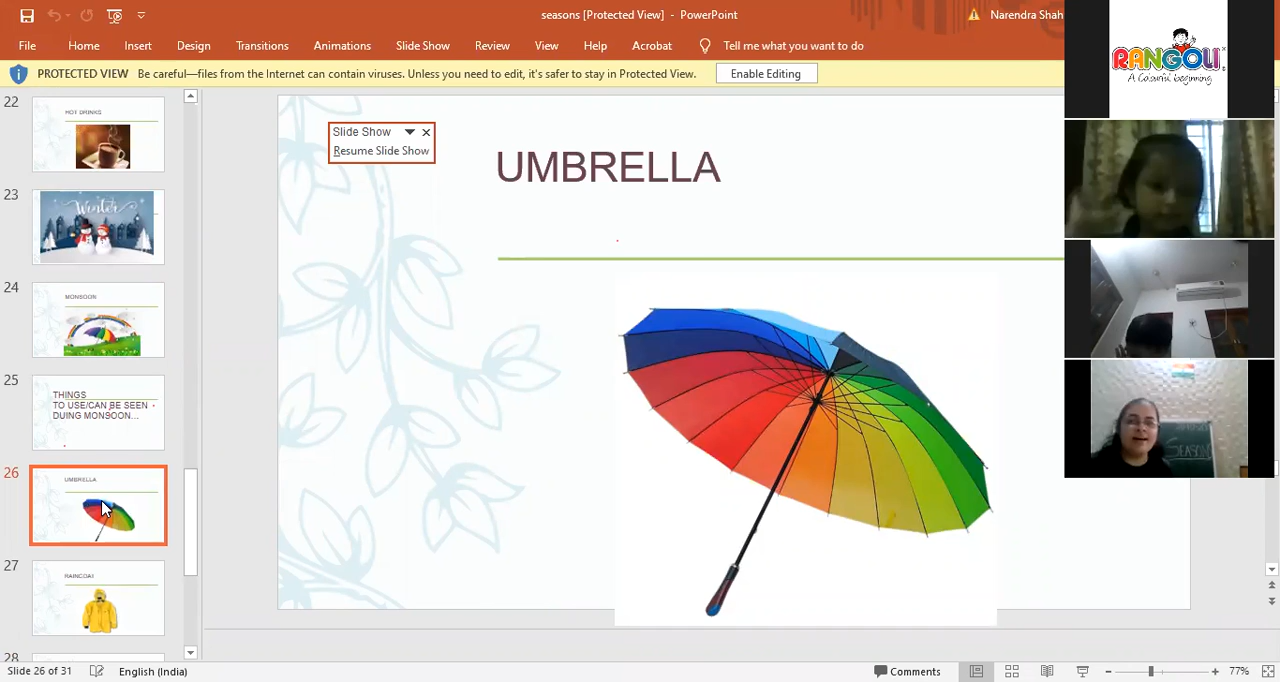 seasons [Protected View] - PowerPoint
Narendra Shah
File Home Insert Design Transitions Animations Slide Show Review View Help Acrobat Tell me what you want to do
PROTECTED VIEW Be careful—files from the Internet can contain viruses. Unless you need to edit, it's safer to stay in Protected View. Enable Editing
RANGOLI
A Colourful beginning
22
HOT DRINKS
23
Winter
24
MONSOON
25
THINGS
TO USE/CAN BE SEEN
DUING MONSOON...
26
UMBRELLA
27
RAINCOAT
28
Slide Show
Resume Slide Show
UMBRELLA
SEASON
Slide 26 of 31 English (India) Comments 77%